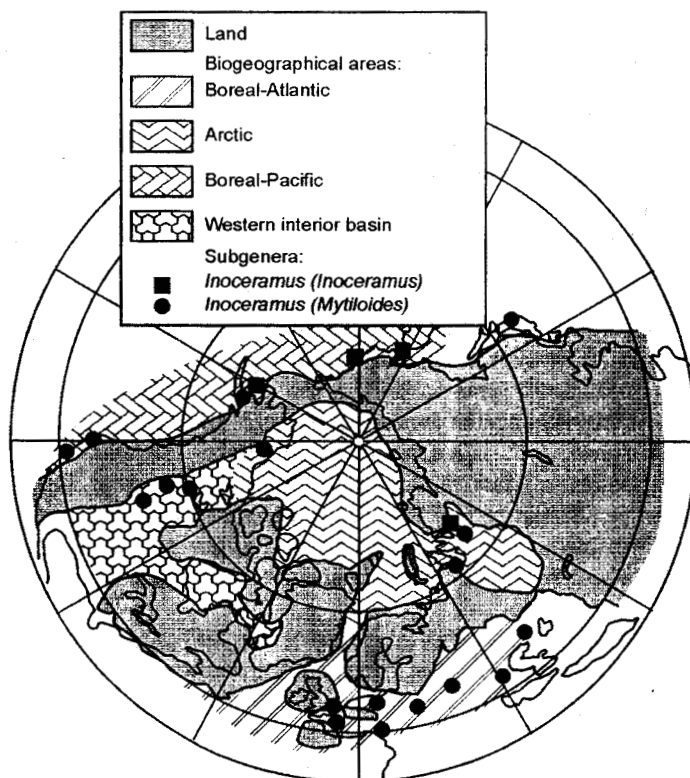 Land
Biogeographical areas:
Boreal-Atlantic
Arctic
Boreal-Pacific
Western interior basin
Subgenera:
Inoceramus (Inoceramus)
Inoceramus (Mytiloides)